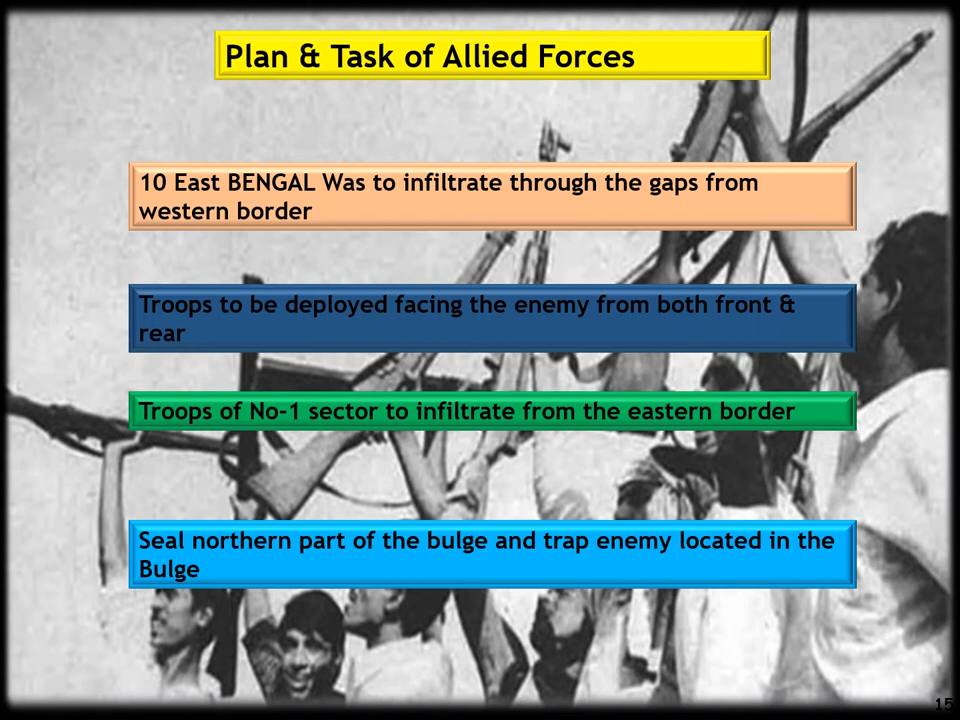 Plan & Task of Allied Forces
10 East BENGAL Was to infiltrate through the gaps from
western border
Troops to be deployed facing the enemy from both front &
rear
Troops of No-1 sector to infiltrate from the eastern border
Seal northern part of the bulge and trap enemy located in the
Bulge
15